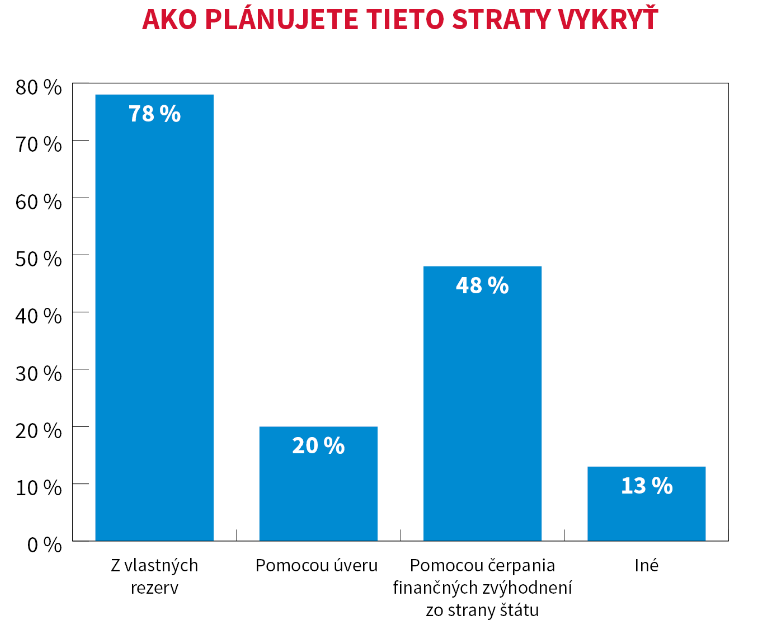 AKO PLÁNUJETE TIETO STRATY VYKRYŤ
80 %
70 %
60 %
50 %
40 %
30 %
20 %
10 %
0 %
78 %
20 %
48 %
13 %
Z vlastných
rezerv
Pomocou úveru
Pomocou čerpania
finančných zvýhodnení
zo strany štátu
Iné